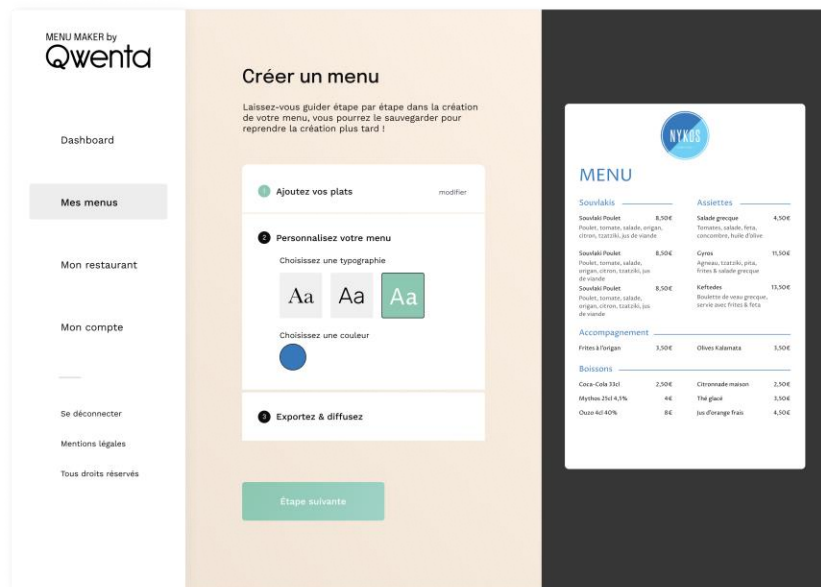 MENU MAKER by
Qwenta
Dashboard
Mes menus
Mon restaurant
Mon compte
Se déconnecter
Mentions légales
Tous droits réservés
Créer un menu
Laissez-vous guider étape par étape dans la création
de votre menu, vous pourrez le sauvegarder pour
reprendre la création plus tard !
1 Ajoutez vos plats modifier
2 Personnalisez votre menu
Choisissez une typographie
Aa Aa Aa
Choisissez une couleur
3 Exportez & diffusez
Étape suivante
NYKOS
MENU
Souvlakis
Souvlaki Poulet 8,50€
Poulet, tomate, salade, origan,
citron, tzatziki, jus de viande
Souvlaki Poulet 8,50€
Poulet, tomate, salade,
origan, citron, tzatziki, jus
de viande
Souvlaki Poulet 8,50€
Poulet, tomate, salade,
origan, citron, tzatziki, jus
de viande
Assiettes
Salade grecque 4,50€
Tomates, salade, feta,
concombre, huile d'olive
Gyros 11,50€
Agneau, tzatziki, pita,
frites & salade grecque
Keftedes 13,50€
Boulette de veau grecque,
servie avec frites & feta
Accompagnement
Frites à l'origan 3,50€ Olives Kalamata 3,50€
Boissons
Coca-Cola 33cl 2,50€ Citronnade maison 2,50€
Mythos 25cl 4,5% 4€ Thé glacé 3,50€
Ouzo 4cl 40% 8€ Jus d'orange frais 4,50€